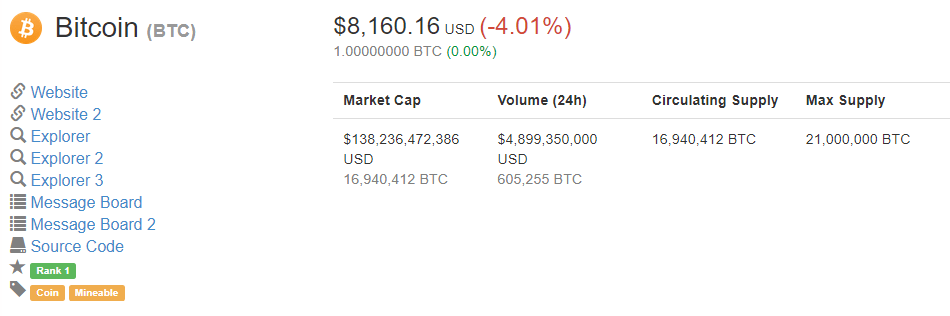 Bitcoin (BTC)
$8,160.16 USD (-4.01%)
1.00000000 BTC (0.00%)
Website
Website 2
Explorer
Explorer 2
Explorer 3
Message Board
Message Board 2
Source Code
Rank 1
Coin Mineable
Market Cap Volume (24h) Circulating Supply Max Supply
$138,236,472,386 $4,899,350,000 16,940,412 BTC 21,000,000 BTC
USD USD
16,940,412 BTC 605,255 BTC